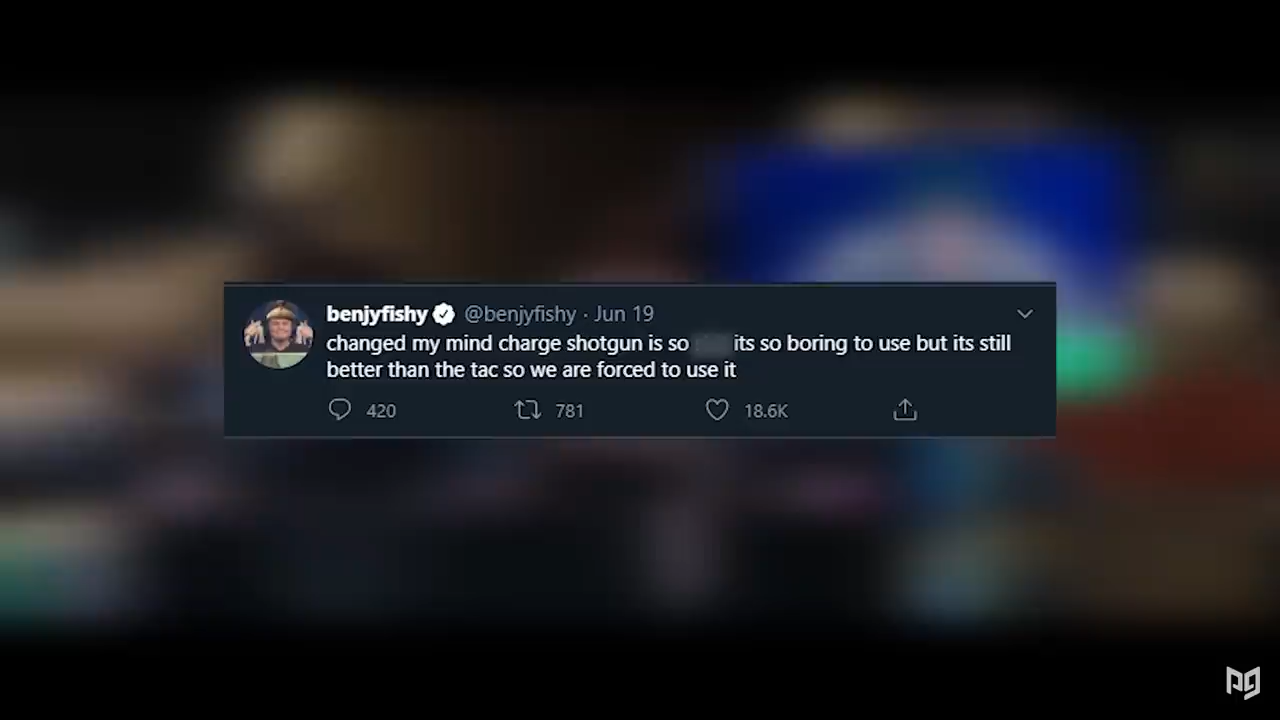 benjyfishy @benjyfishy · Jun 19
changed my mind charge shotgun is so its so boring to use but its still
better than the tac so we are forced to use it
420 781 18.6K